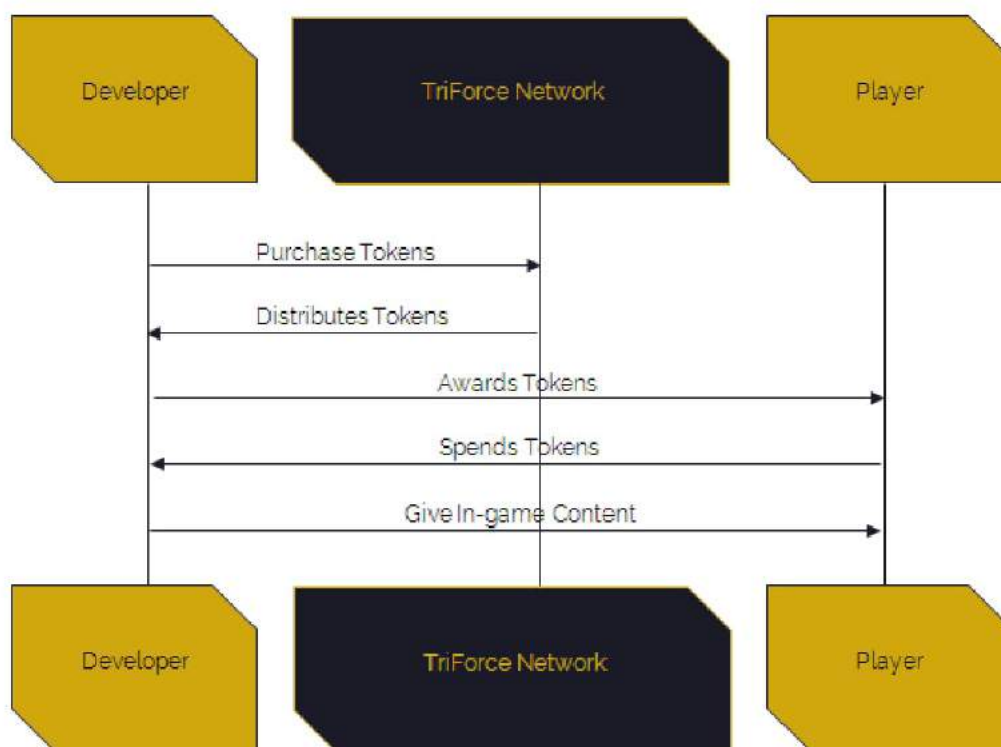 Developer
TriForce Network
Player
Purchase Tokens
Distributes Tokens
Awards Tokens
Spends Tokens
Give In-game Content
Developer
TriForce Network
Player